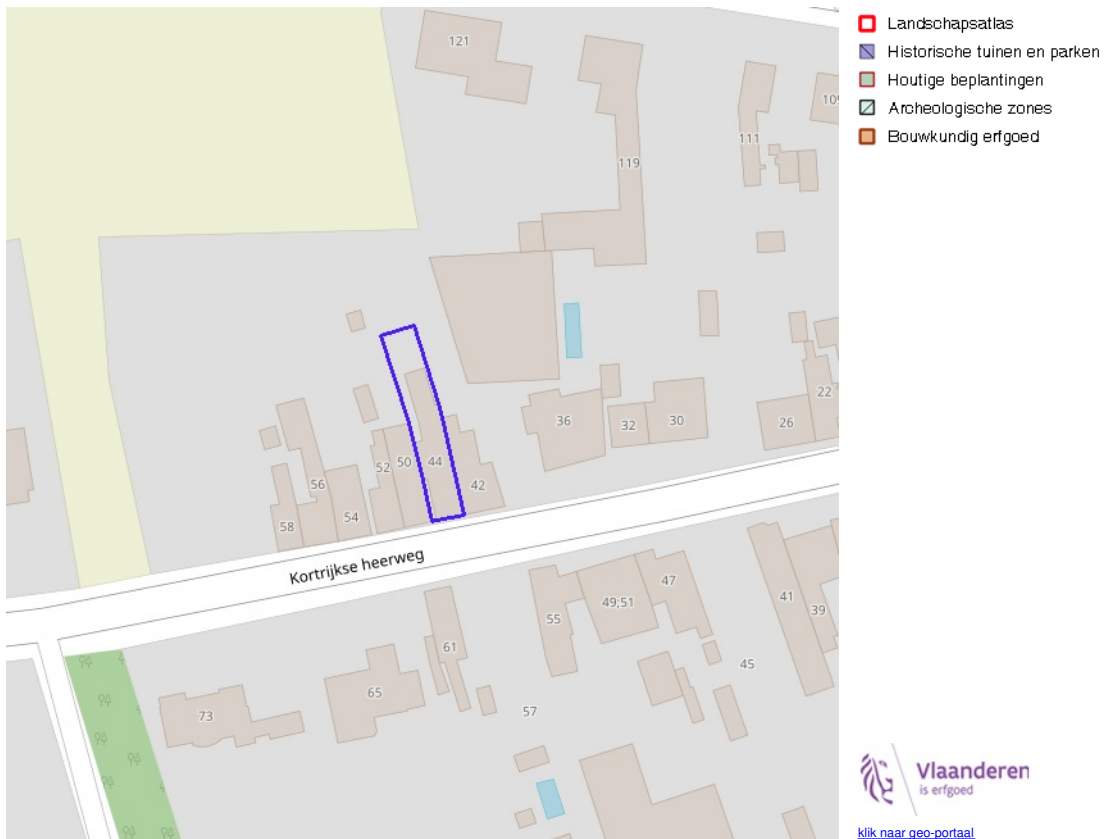 121
109
111
119
36
32
30
26
22
44
50
52
42
56
54
58
Kortrijkse heerweg
47
49;51
55
41
39
61
45
65
57
73
Landschapsatlas
Historische tuinen en parken
Houtige beplantingen
Archeologische zones
Bouwkundig erfgoed
Vlaanderen
is erfgoed
klik naar geo-portaal